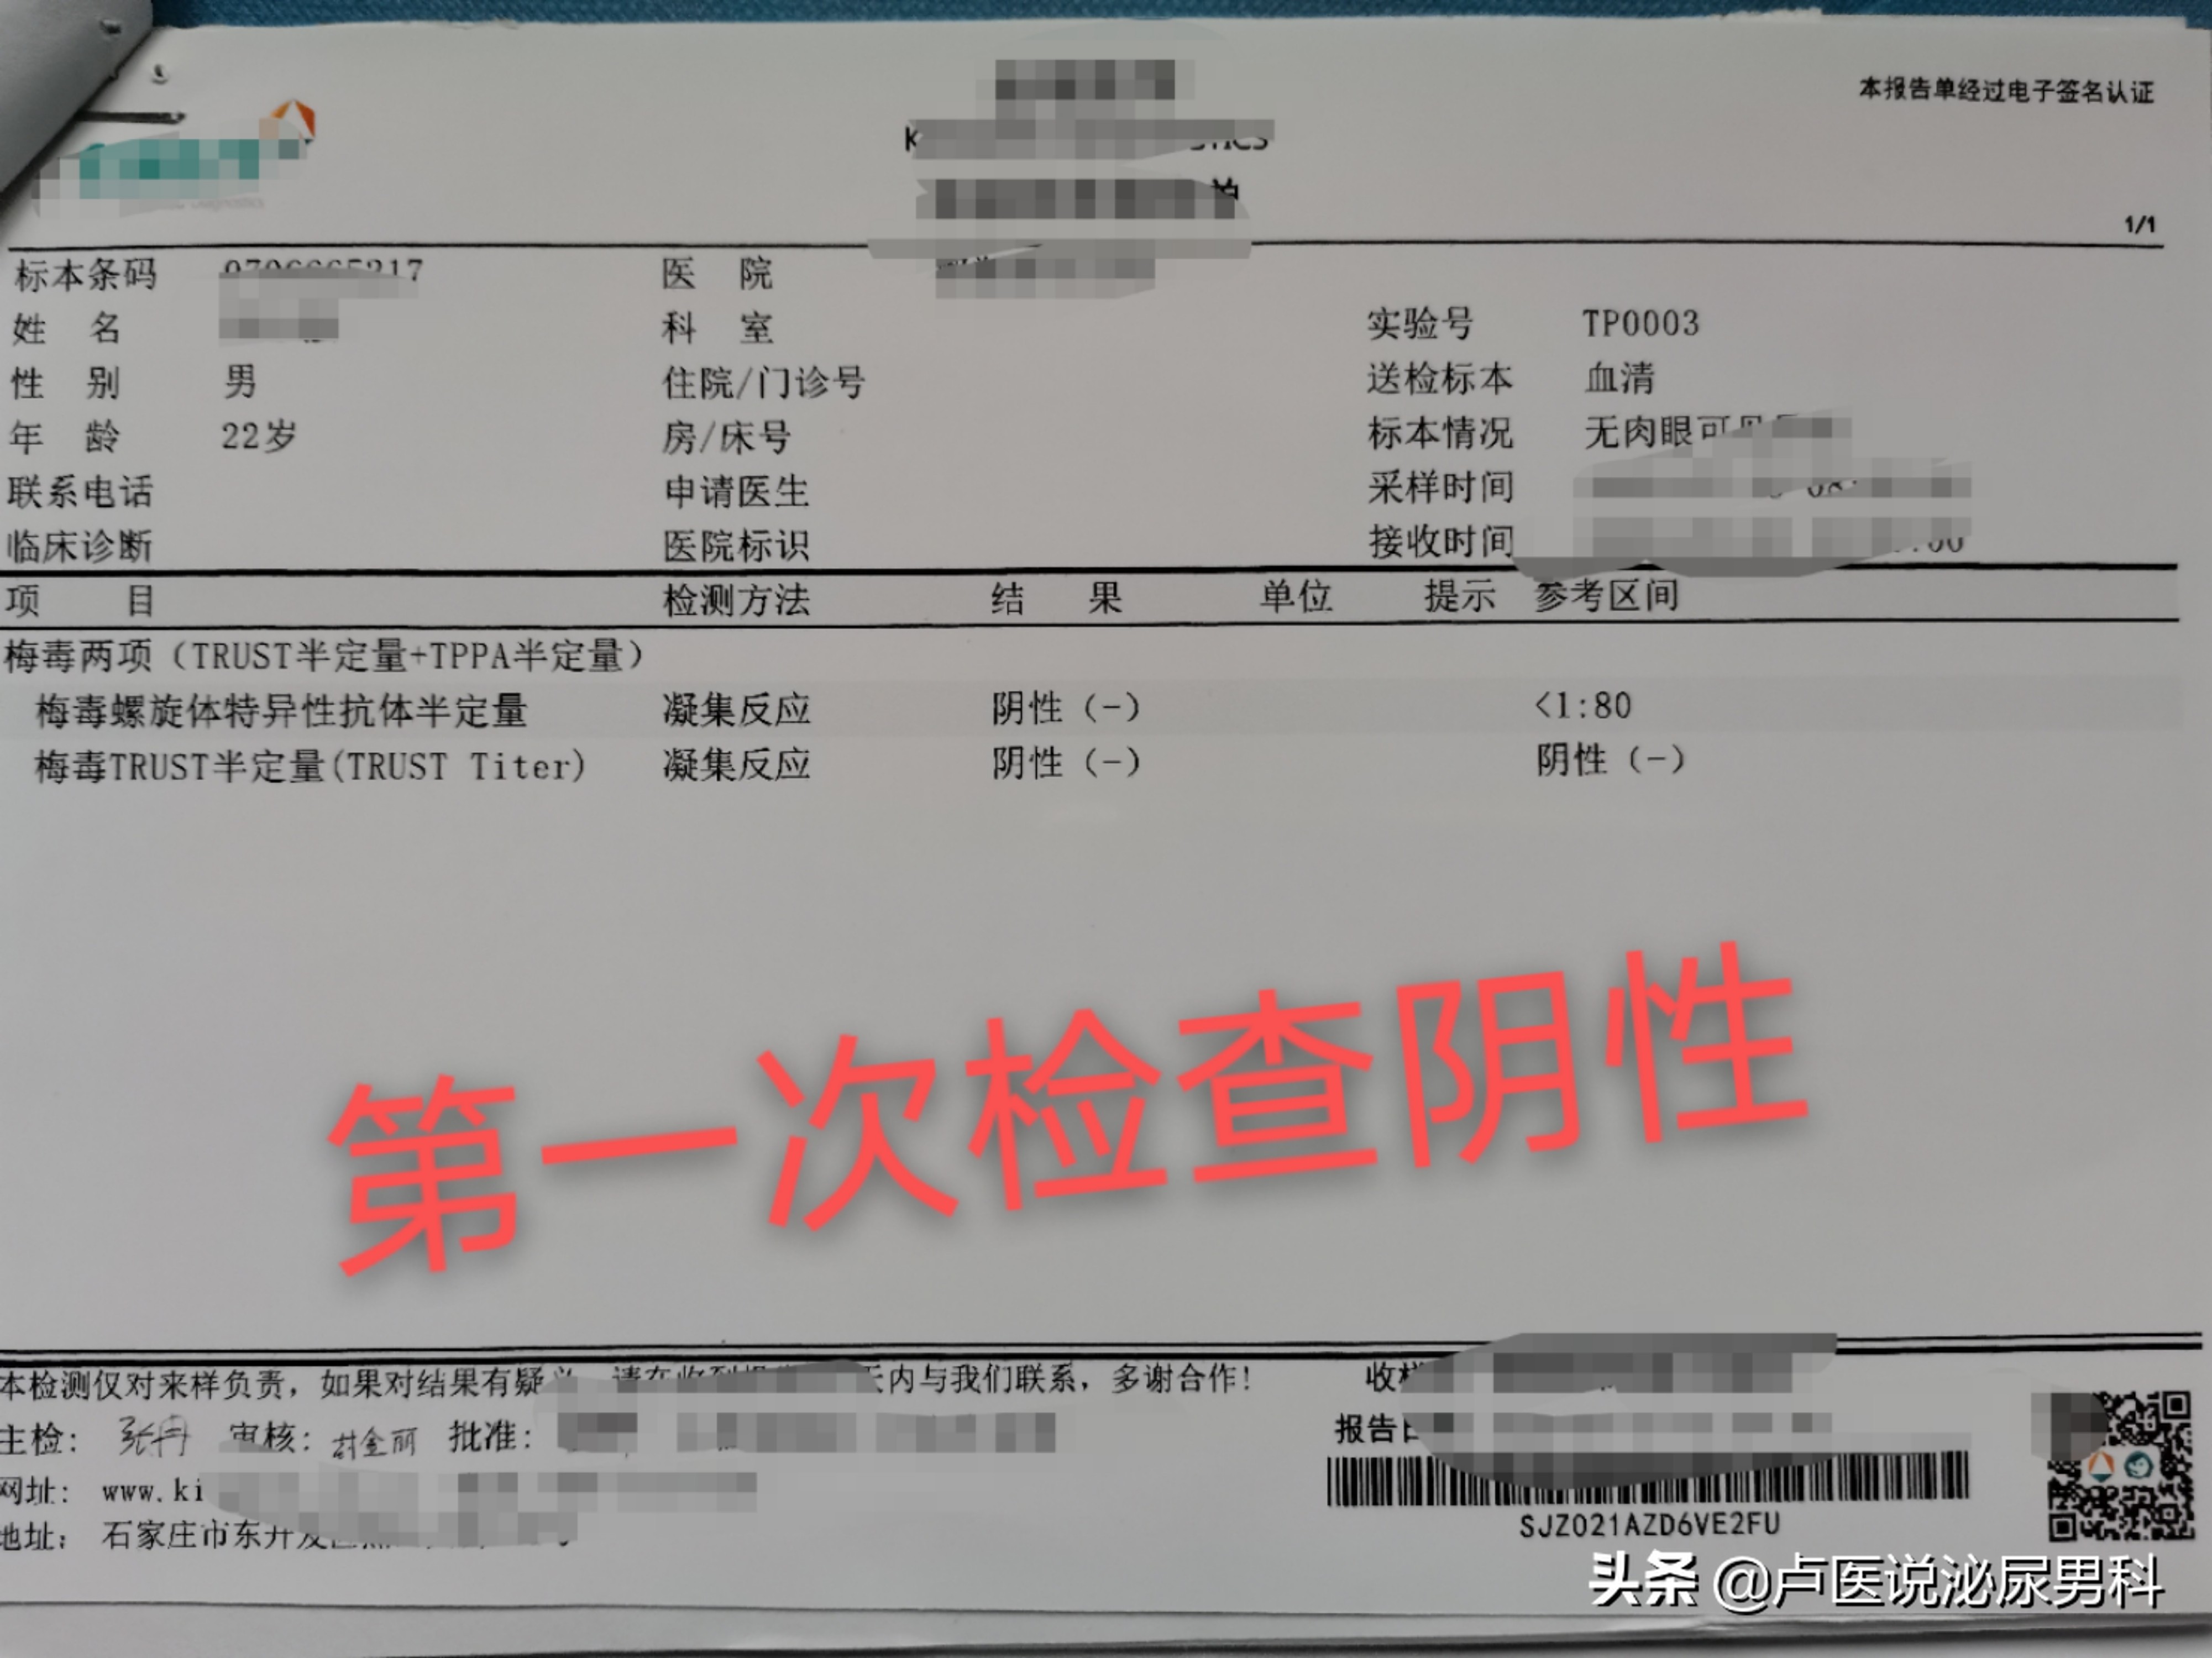 本报告单经过电子签名认证
1/1
标本条码 医 院
姓 名 科 室 实验号 TP0003
性 别 男 住院/门诊号 送检标本 血清
年 龄 22岁 房/床号 标本情况 无肉眼可
联系电话 申请医生 采样时间
临床诊断 医院标识 接收时间
项 目 检测方法 结 果 单位 提示 参考区间
梅毒两项（TRUST半定量+TPPA半定量）
梅毒螺旋体特异性抗体半定量 凝集反应 阴性（-） <1:80
梅毒TRUST半定量(TRUST Titer) 凝集反应 阴性（-） 阴性（-）
第一次检查阴性
本检测仅对来样负责，如果对结果有疑 天内与我们联系，多谢合作！ 收样
主检： 审核： 批准： 报告日
网址： www.ki
地址： 石家庄市东开发区
SJZ021AZD6VE2FU
头条 @卢医说泌尿男科